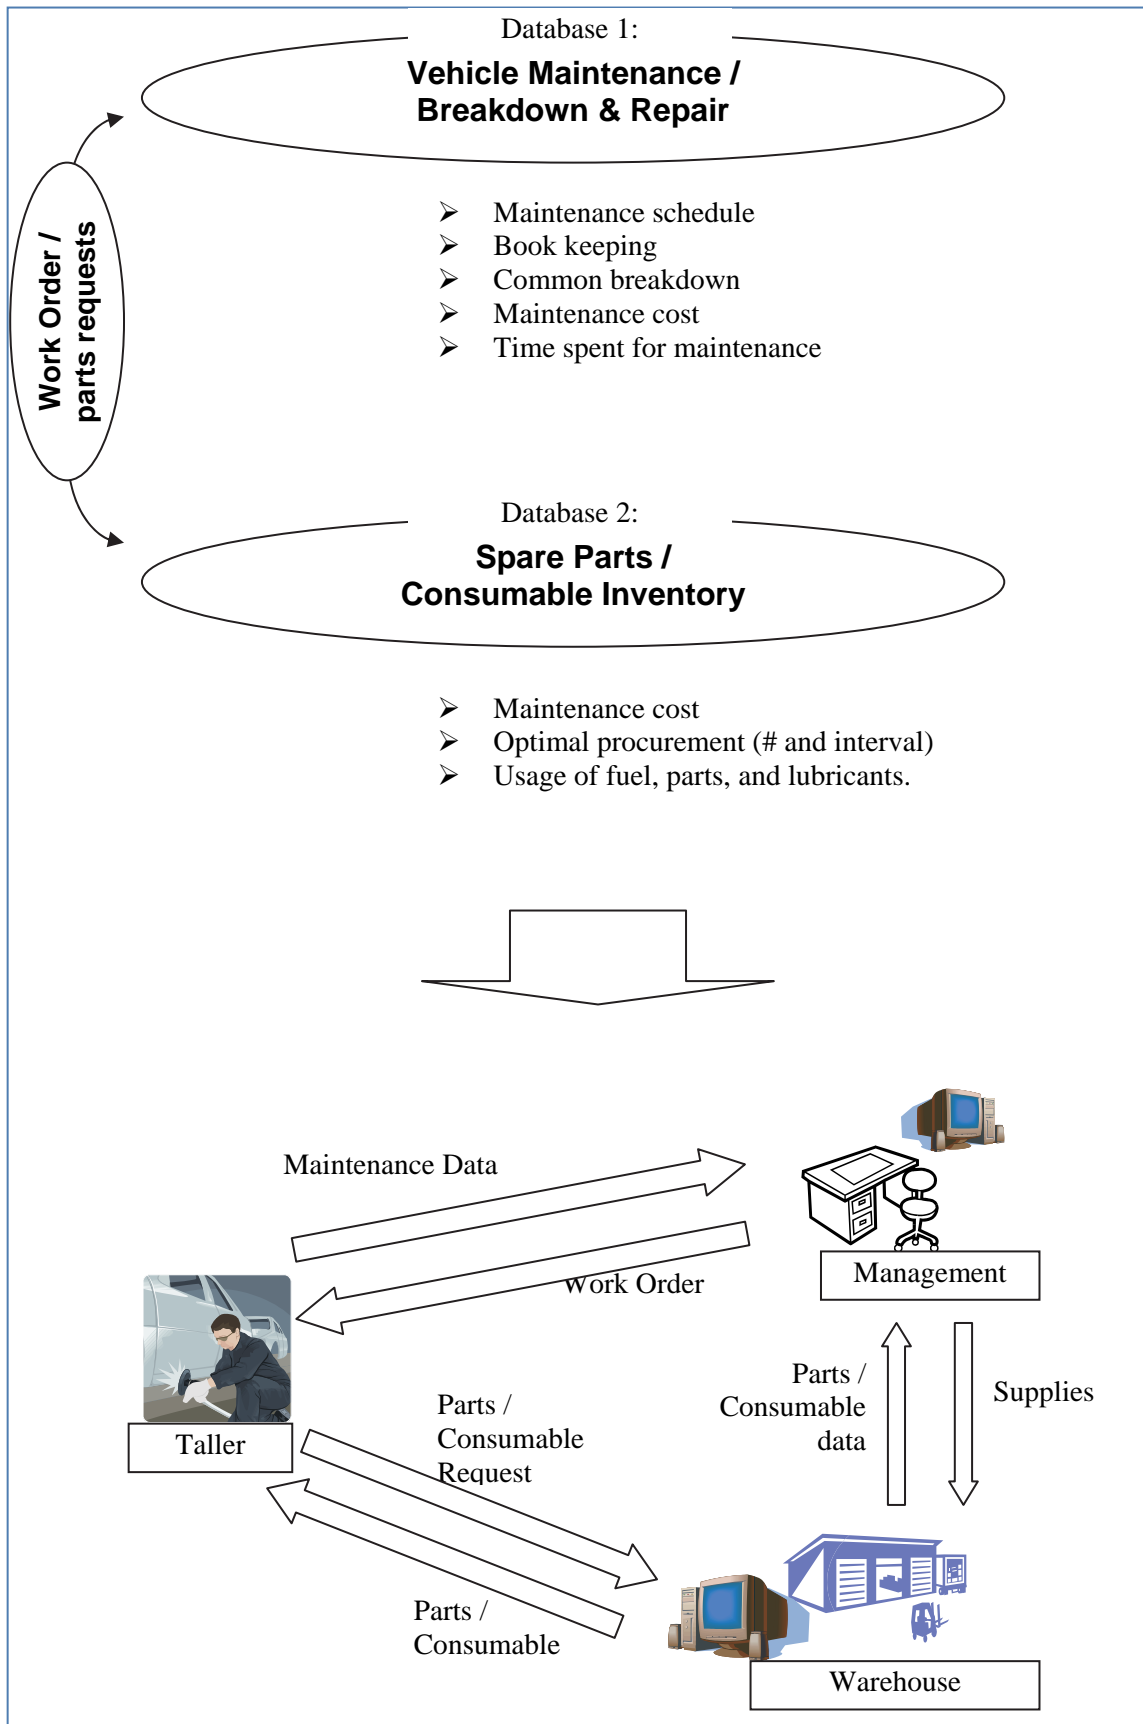 Database 1:
Vehicle Maintenance /
Breakdown & Repair
Work Order /
parts requests
➢ Maintenance schedule
➢ Book keeping
➢ Common breakdown
➢ Maintenance cost
➢ Time spent for maintenance
Database 2:
Spare Parts /
Consumable Inventory
➢ Maintenance cost
➢ Optimal procurement (# and interval)
➢ Usage of fuel, parts, and lubricants.
Maintenance Data
Work Order
Management
Taller
Parts /
Consumable
Request
Parts /
Consumable
data
Supplies
Parts /
Consumable
Warehouse